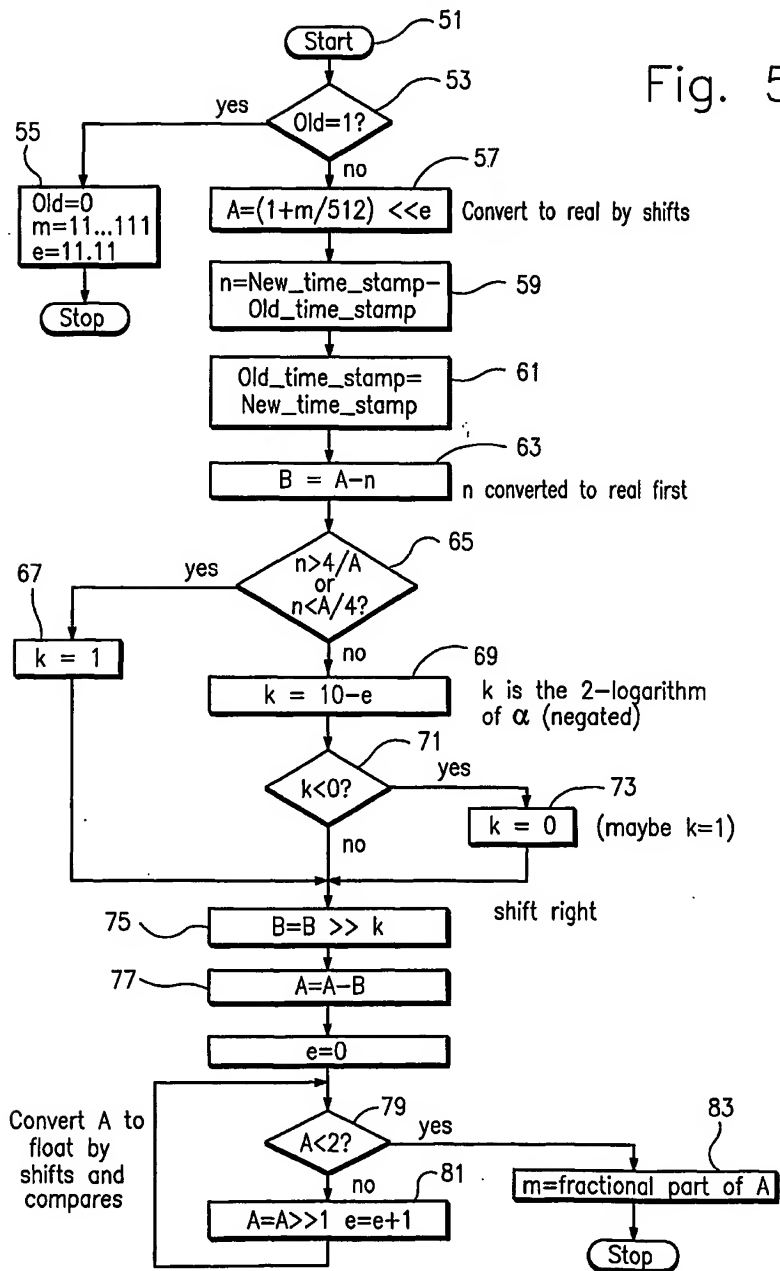 51
Start
Fig. 5
53
yes
Old=1?
55
no
57
Old=0
m=11...111
e=11.11
A=(1+m/512) <<e
Convert to real by shifts
Stop
n=New_time_stamp-
Old_time_stamp
59
Old_time_stamp=
New_time_stamp
61
63
B = A-n
n converted to real first
65
67
yes
n>4/A
or
n<A/4?
no
69
k = 1
k = 10-e
k is the 2-logarithm
of α (negated)
71
k<0?
yes
73
k = 0
(maybe k=1)
no
shift right
75
B=B >> k
77
A=A-B
e=0
Convert A to
float by
shifts and
compares
79
A<2?
yes
83
no
81
m=fractional part of A
A=A>>1 e=e+1
Stop